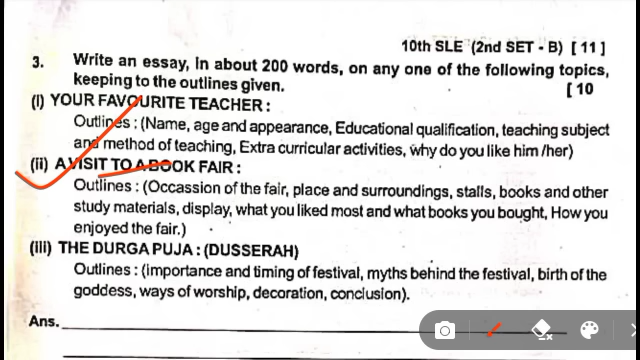 10th SLE (2nd SET - B) [ 11 ]
3. Write an essay, in about 200 words, on any one of the following topics,
keeping to the outlines given. [ 10
(i) YOUR FAVOURITE TEACHER :
Outlines : (Name, age and appearance, Educational qualification, teaching subject
and method of teaching, Extra curricular activities, why do you like him /her)
(ii) A VISIT TO A BOOK FAIR :
Outlines : (Occassion of the fair, place and surroundings, stalls, books and other
study materials, display, what you liked most and what books you bought, How you
enjoyed the fair.)
(iii) THE DURGA PUJA : (DUSSERAH)
Outlines : (importance and timing of festival, myths behind the festival, birth of the
goddess, ways of worship, decoration, conclusion).
Ans.